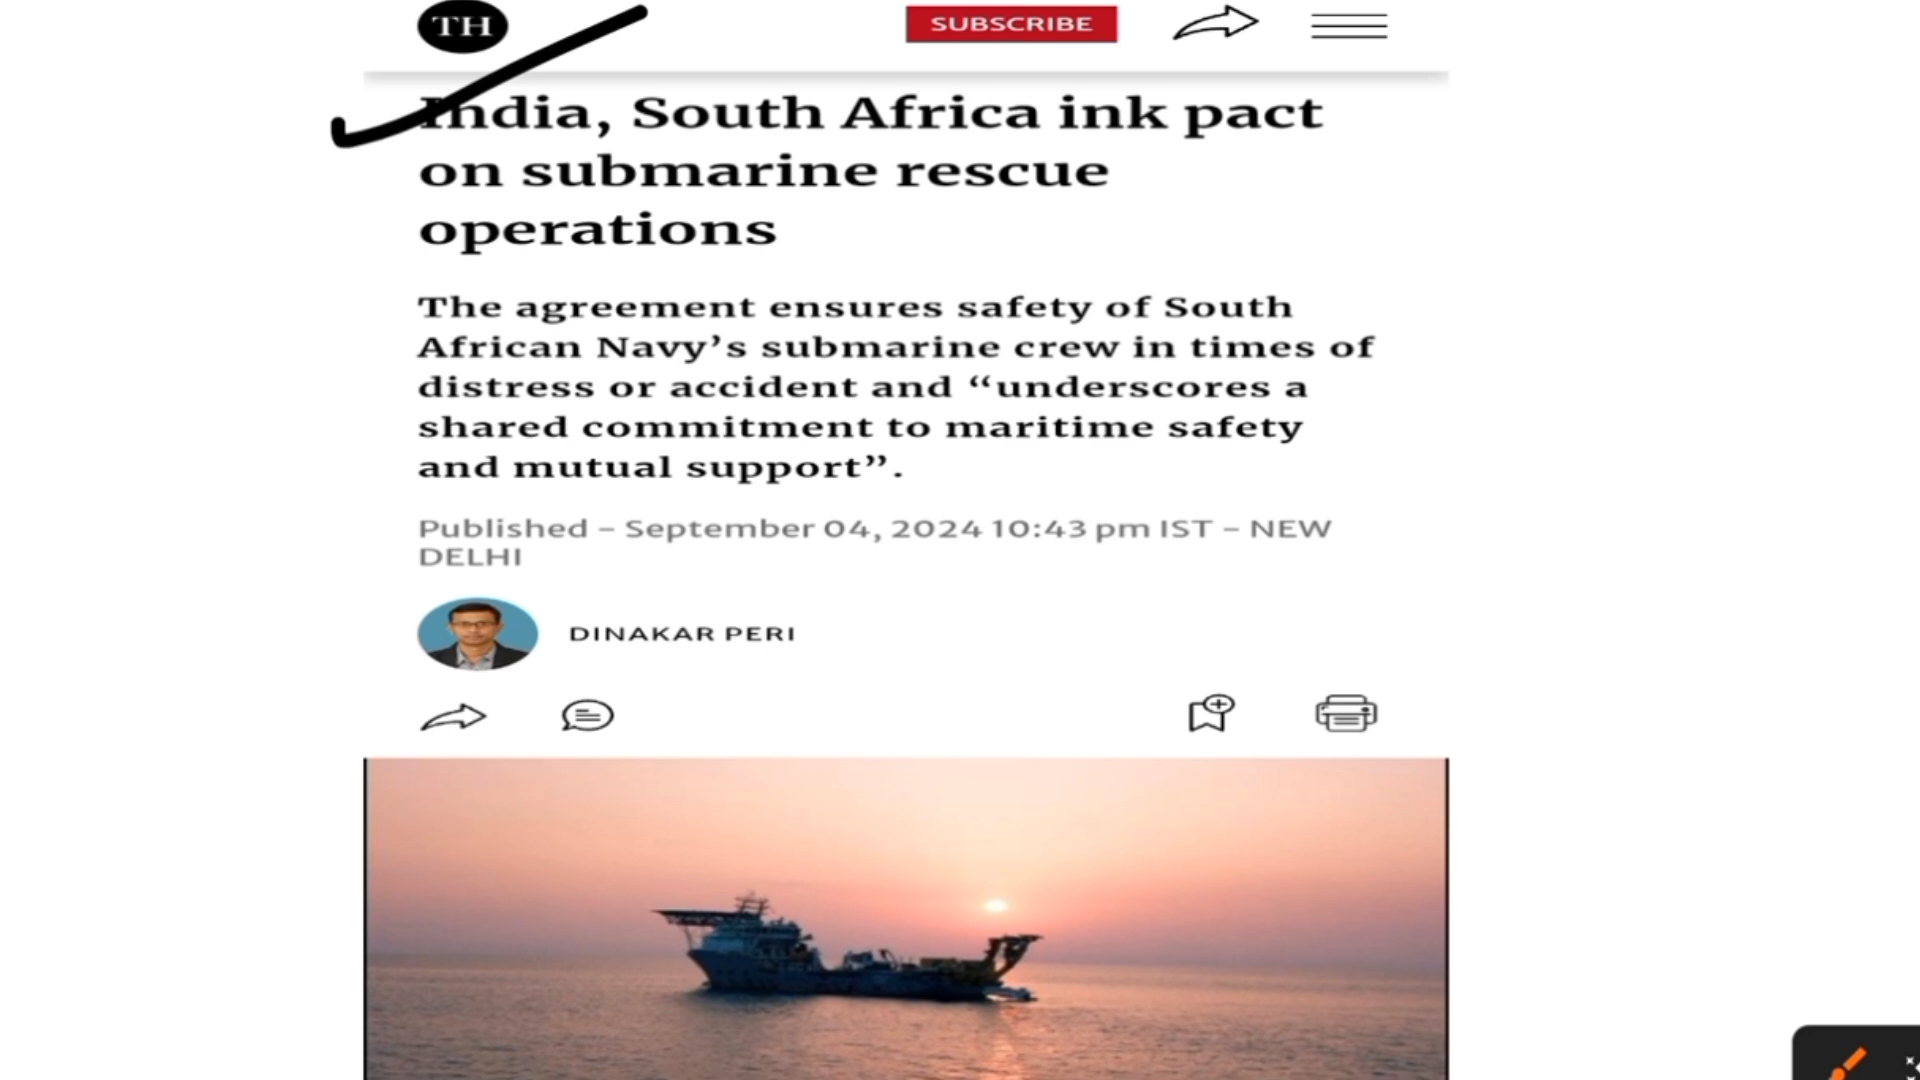 TH
SUBSCRIBE
India, South Africa ink pact
on submarine rescue
operations
The agreement ensures safety of South
African Navy’s submarine crew in times of
distress or accident and “underscores a
shared commitment to maritime safety
and mutual support”.
Published – September 04, 2024 10:43 pm IST – NEW
DELHI
DINAKAR PERI